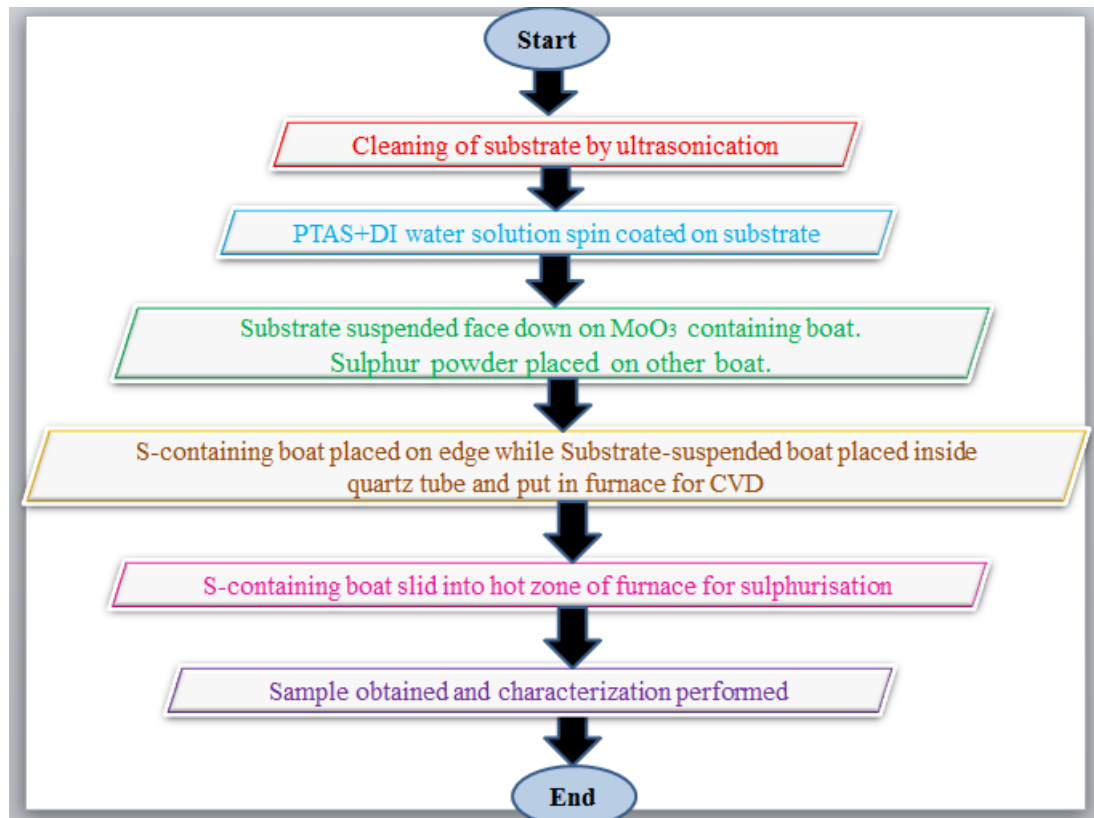 Start
Cleaning of substrate by ultrasonication
PTAS+DI water solution spin coated on substrate
Substrate suspended face down on MoO₃ containing boat.
Sulphur powder placed on other boat.
S-containing boat placed on edge while Substrate-suspended boat placed inside
quartz tube and put in furnace for CVD
S-containing boat slid into hot zone of furnace for sulphurisation
Sample obtained and characterization performed
End